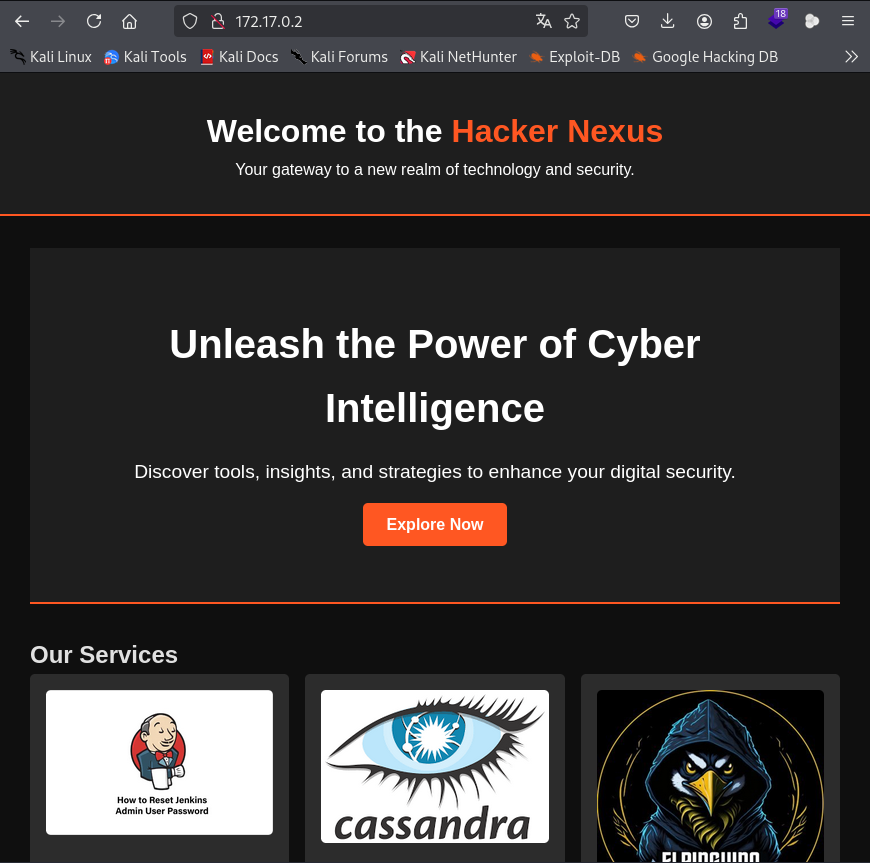 172.17.0.2
18
Kali Linux
Kali Tools
Kali Docs
Kali Forums
Kali NetHunter
Exploit-DB
Google Hacking DB
Welcome to the Hacker Nexus
Your gateway to a new realm of technology and security.
Unleash the Power of Cyber
Intelligence
Discover tools, insights, and strategies to enhance your digital security.
Explore Now
Our Services
How to Reset Jenkins
Admin User Password
cassandra
EL PINGUINO